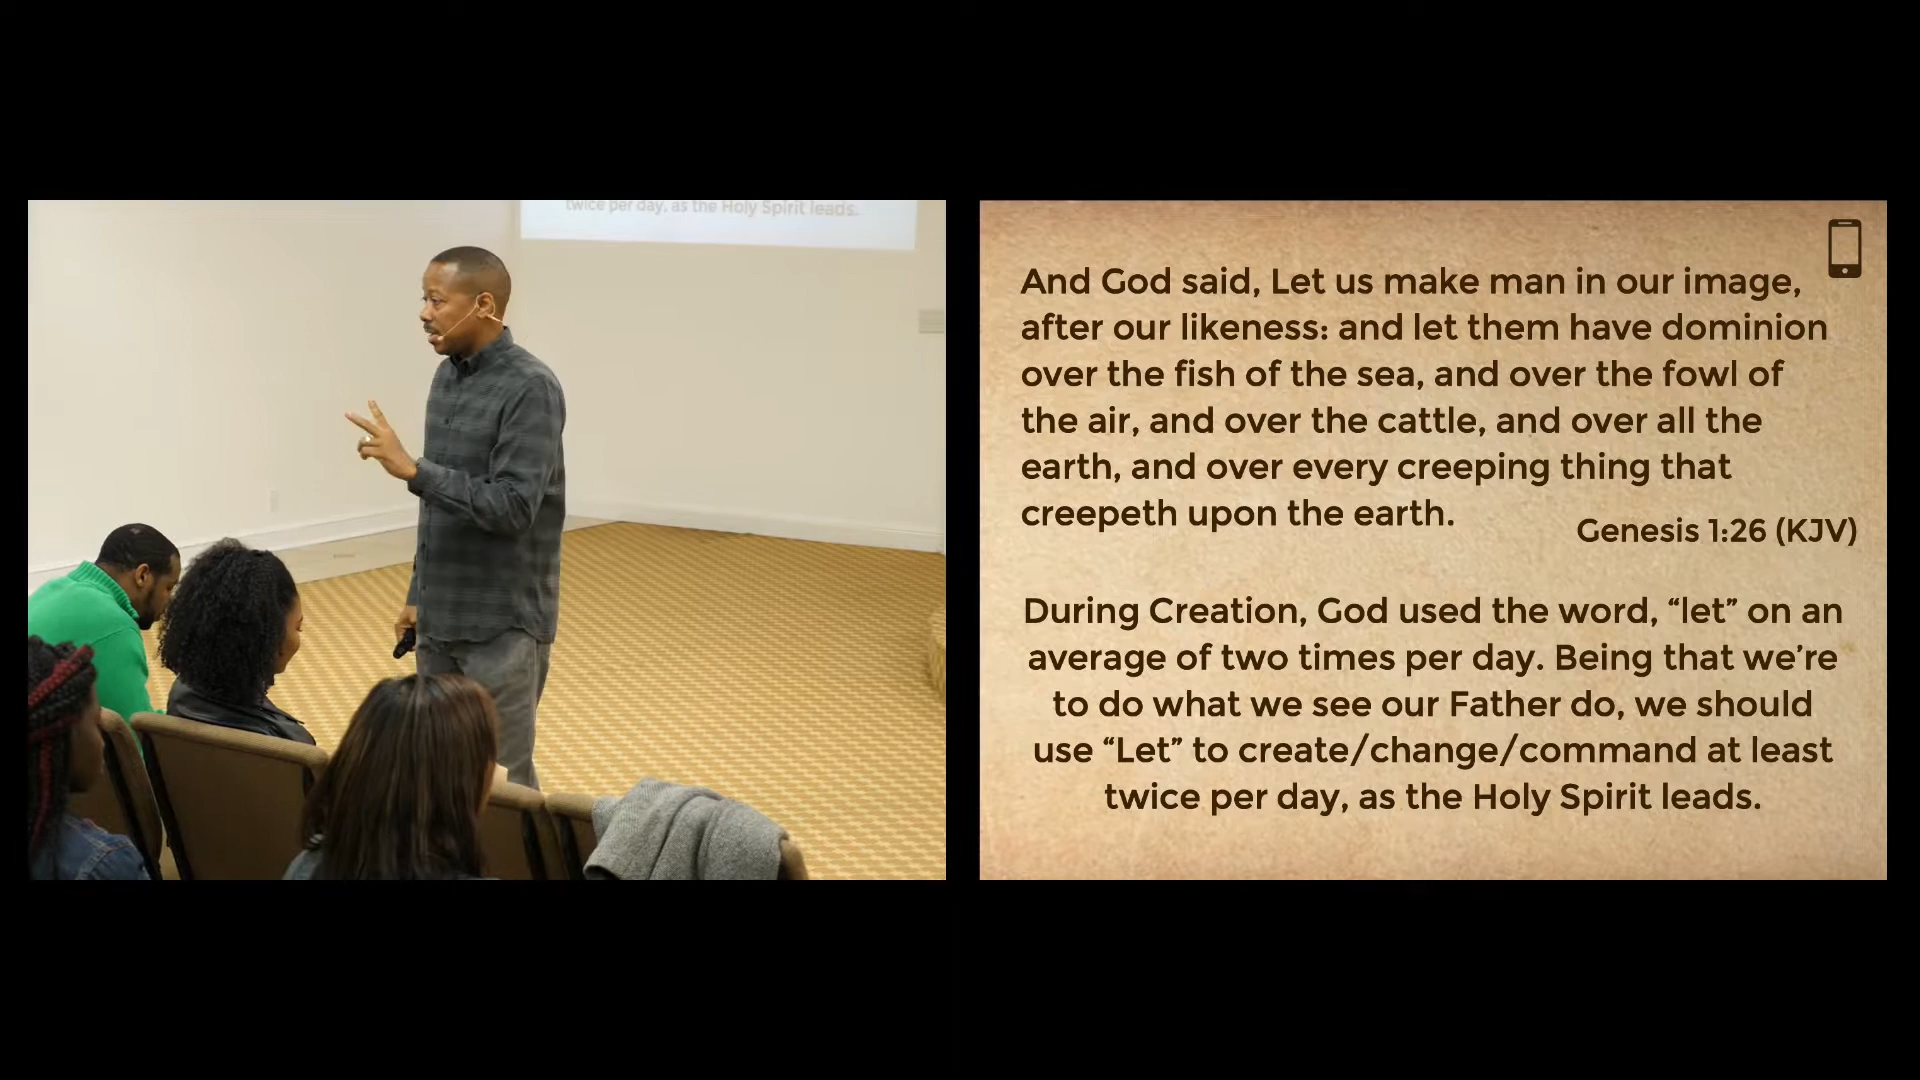 twice per day, as the Holy Spirit leads.
And God said, Let us make man in our image,
after our likeness: and let them have dominion
over the fish of the sea, and over the fowl of
the air, and over the cattle, and over all the
earth, and over every creeping thing that
creepeth upon the earth.
Genesis 1:26 (KJV)
During Creation, God used the word, “let” on an
average of two times per day. Being that we’re
to do what we see our Father do, we should
use “Let” to create/change/command at least
twice per day, as the Holy Spirit leads.